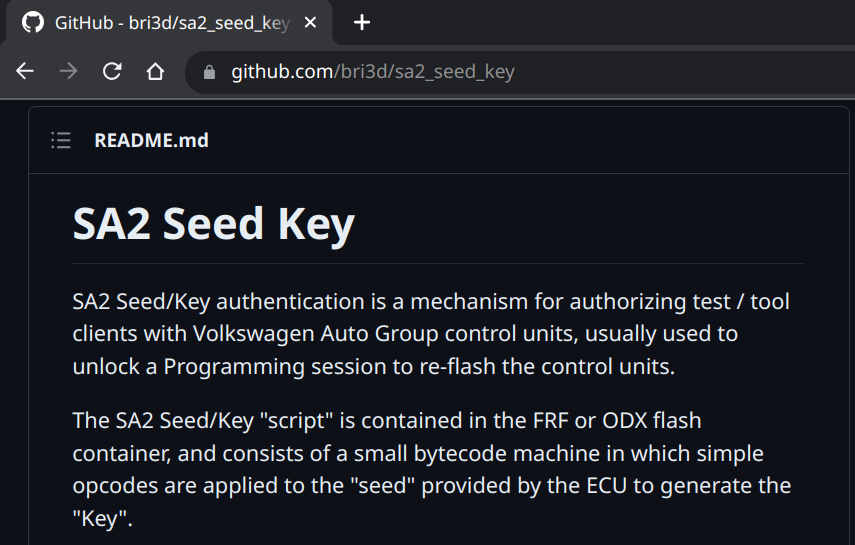 GitHub - bri3d/sa2_seed_key
github.com/bri3d/sa2_seed_key
README.md
SA2 Seed Key
SA2 Seed/Key authentication is a mechanism for authorizing test / tool
clients with Volkswagen Auto Group control units, usually used to
unlock a Programming session to re-flash the control units.
The SA2 Seed/Key "script" is contained in the FRF or ODX flash
container, and consists of a small bytecode machine in which simple
opcodes are applied to the "seed" provided by the ECU to generate the
"Key".